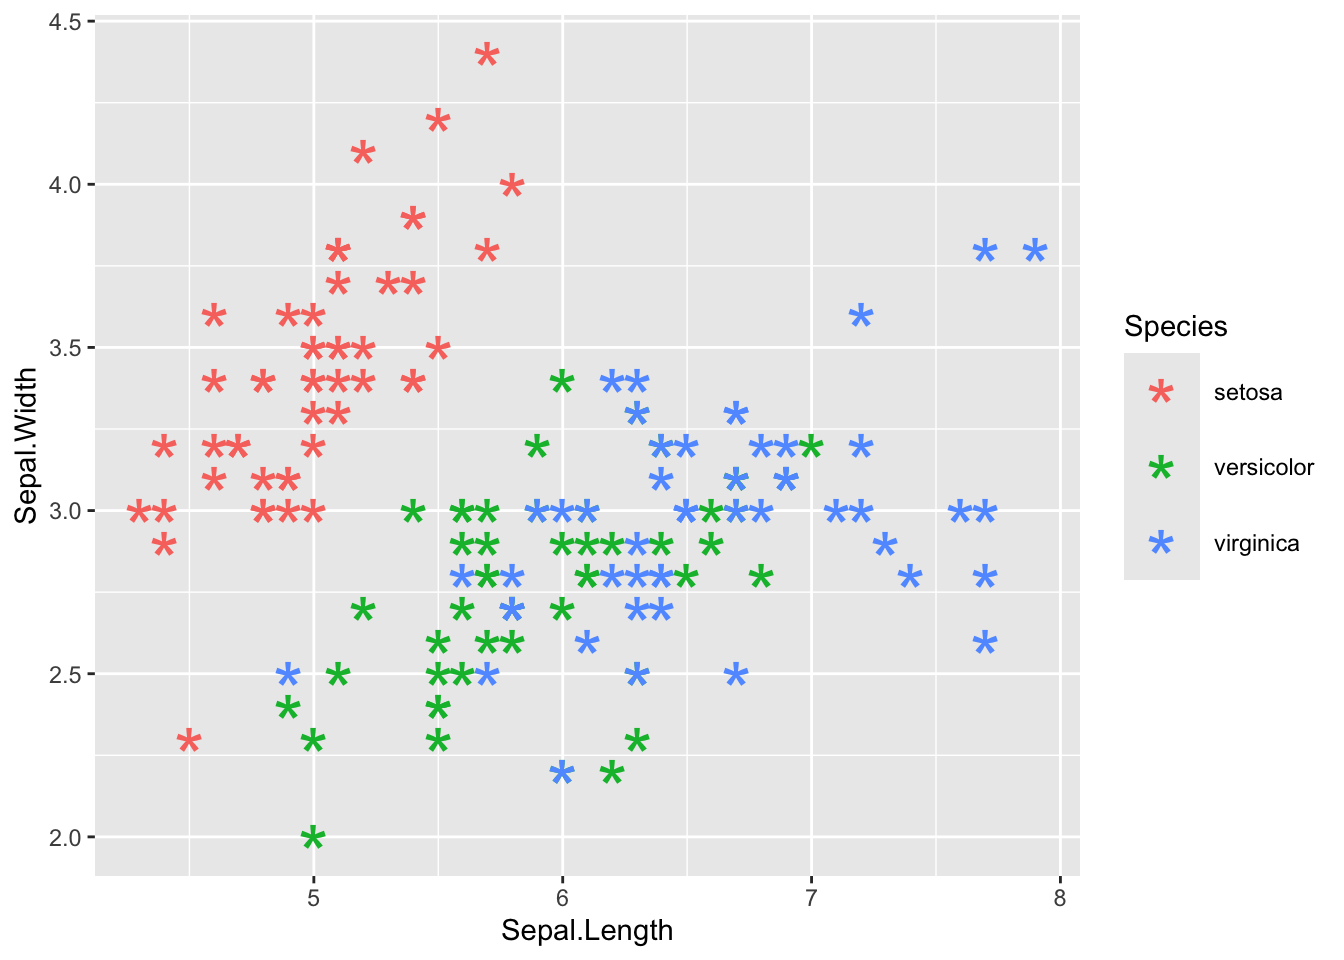 4.5
4.0
3.5
3.0
2.5
2.0
Sepal.Width
5 6 7 8
Sepal.Length
Species
setosa
versicolor
virginica